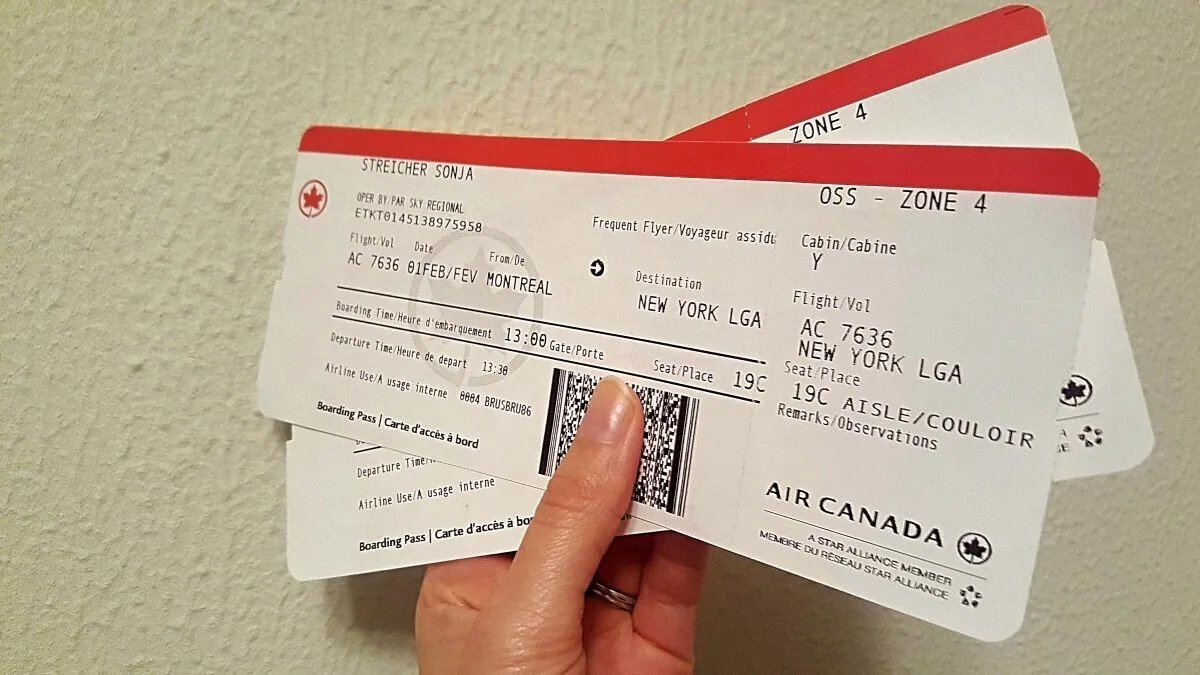 ZONE 4
STREICHER SONJA
OSS - ZONE 4
OPER BY/PAR SKY REGIONAL
ETKT0145138975958
Frequent Flyer/Voyageur assidu
Cabin/Cabine
Y
Flight/Vol Date From/De
Destination
AC 7636 01FEB/FEV MONTREAL
NEW YORK LGA
Flight/Vol
AC 7636
NEW YORK LGA
Boarding Time/Heure d'embarquement 13:00 Gate/Porte Seat/Place 19C
Seat/Place
19C AISLE/COULOIR
Departure Time/Heure de depart 13:30
Remarks/Observations
Airline Use/A usage interne 0004 BRUSBRU86
Boarding Pass | Carte d'accès à bord
AIR CANADA
A STAR ALLIANCE MEMBER
MEMBRE DU RÉSEAU STAR ALLIANCE
Departure Time
Airline Use/A usage interne
Boarding Pass | Carte d'accès à bo